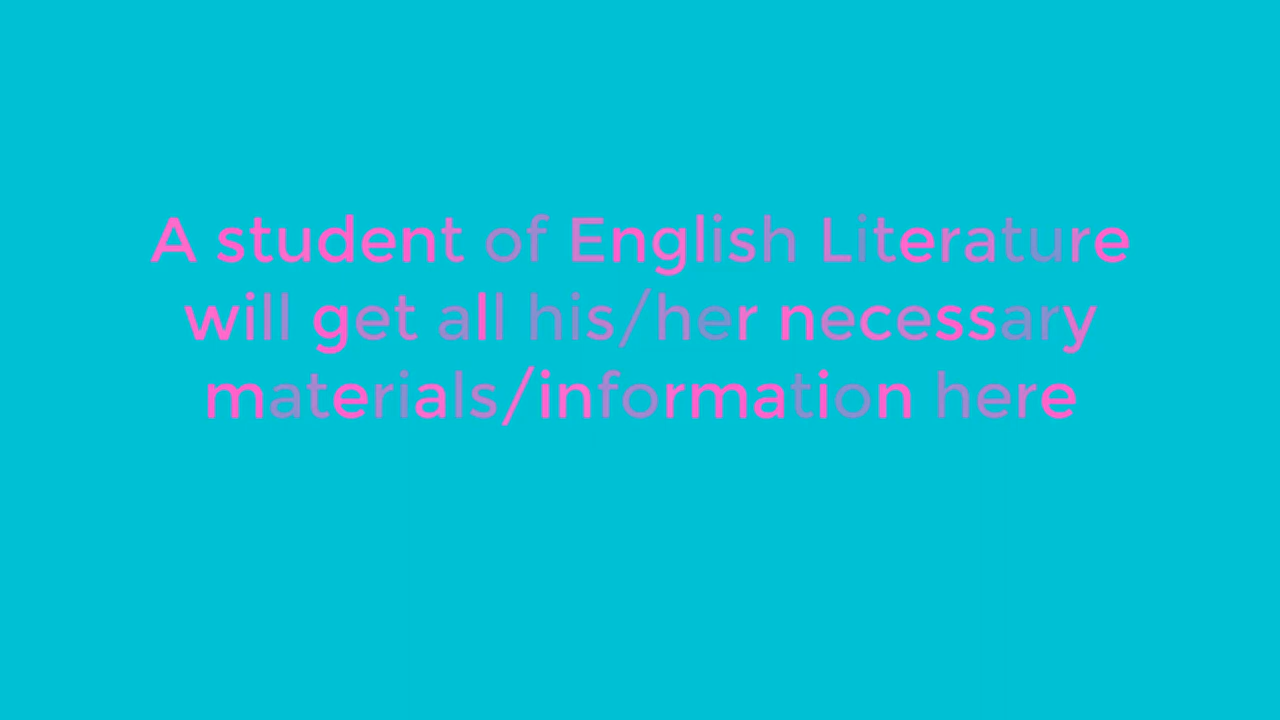 A student of English Literature
will get all his/her necessary
materials/information here